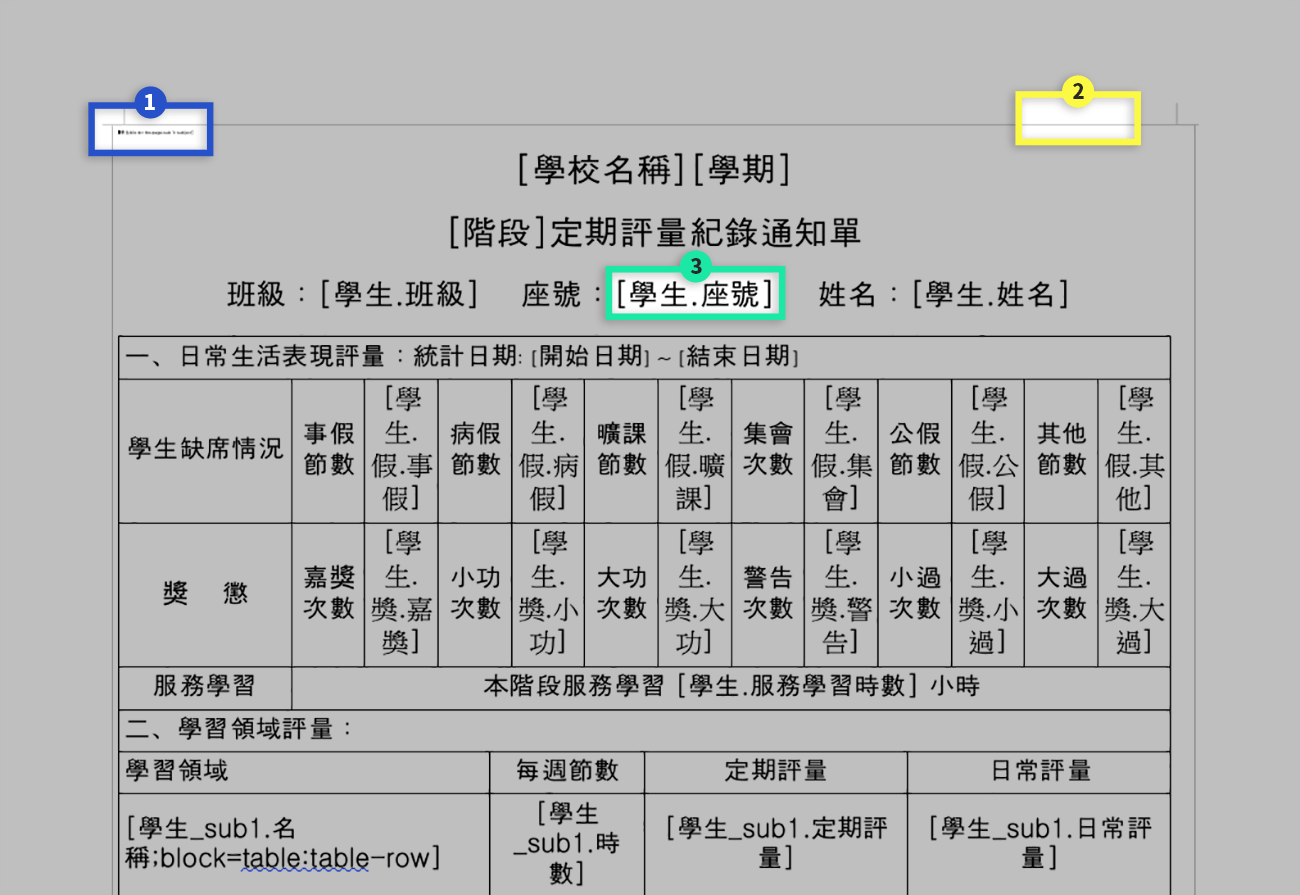 1
2
[學校名稱][學期]
[階段]定期評量紀錄通知單
3
班級：[學生.班級] 座號：[學生.座號] 姓名：[學生.姓名]
一、日常生活表現評量：統計日期: [開始日期] ~ [結束日期]
學生缺席情況 事假節數 [學生.假.事假] 病假節數 [學生.假.病假] 曠課節數 [學生.假.曠課] 集會次數 [學生.假.集會] 公假節數 [學生.假.公假] 其他節數 [學生.假.其他]
獎 懲 嘉獎次數 [學生.獎.嘉獎] 小功次數 [學生.獎.小功] 大功次數 [學生.獎.大功] 警告次數 [學生.獎.警告] 小過次數 [學生.獎.小過] 大過次數 [學生.獎.大過]
服務學習 本階段服務學習 [學生.服務學習時數] 小時
二、學習領域評量：
學習領域 每週節數 定期評量 日常評量
[學生_sub1.名稱;block=table:table-row] [學生_sub1.時數] [學生_sub1.定期評量] [學生_sub1.日常評量]